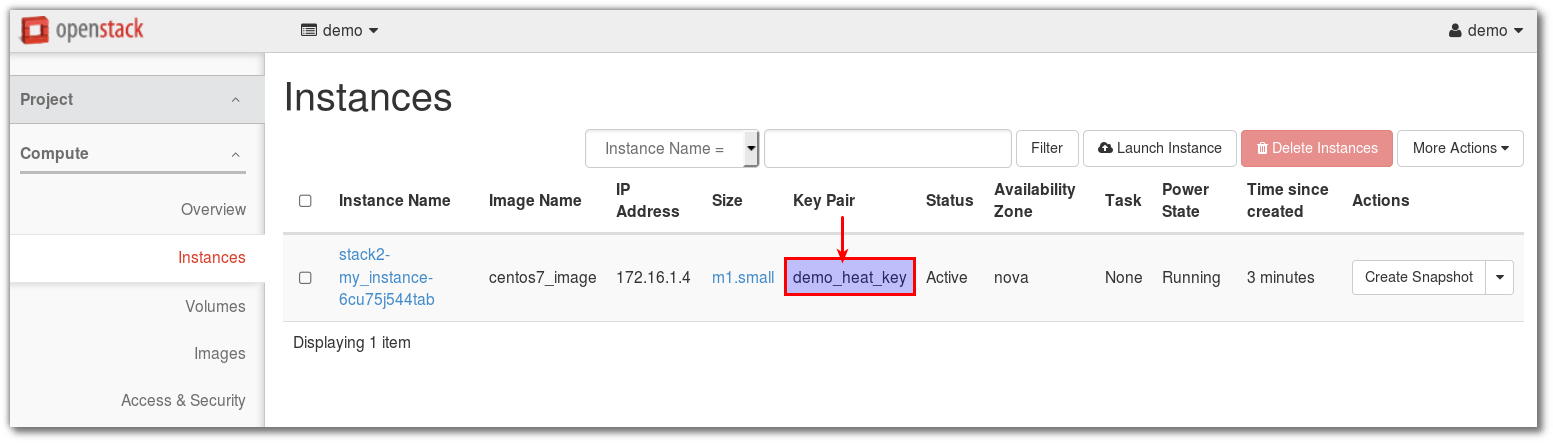 openstack
demo
demo
Project
Compute
Overview
Instances
Volumes
Images
Access & Security
Instances
Instance Name =
Filter
Launch Instance
Delete Instances
More Actions
Instance Name
Image Name
IP
Address
Size
Key Pair
Status
Availability
Zone
Task
Power
State
Time since
created
Actions
stack2-
my_instance-
6cu75j544tab
centos7_image
172.16.1.4
m1.small
demo_heat_key
Active
nova
None
Running
3 minutes
Create Snapshot
Displaying 1 item